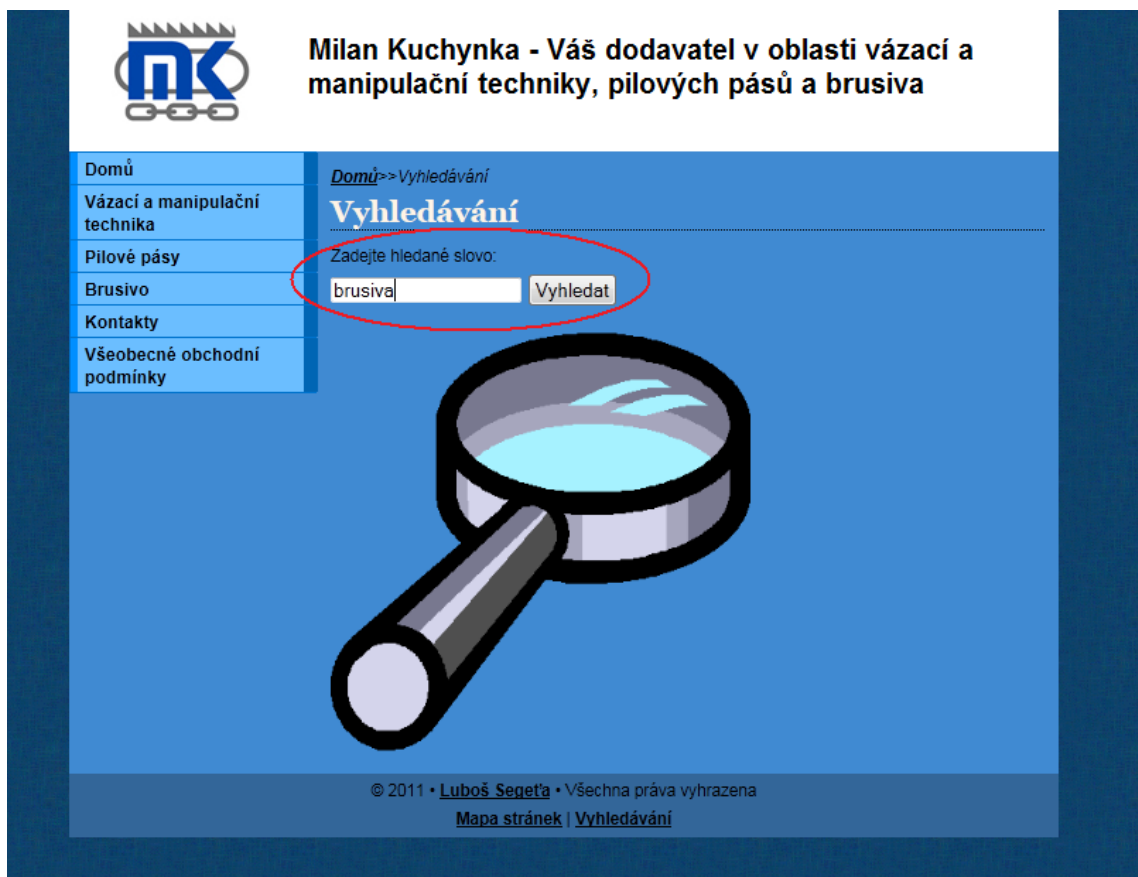 MK
Milan Kuchynka - Váš dodavatel v oblasti vázací a
manipulační techniky, pilových pásů a brusiva
Domů
Vázací a manipulační
technika
Pilové pásy
Brusivo
Kontakty
Všeobecné obchodní
podmínky
Domů>>Vyhledávání
Vyhledávání
Zadejte hledané slovo:
brusiva Vyhledat
© 2011 • Luboš Segeťa • Všechna práva vyhrazena
Mapa stránek | Vyhledávání